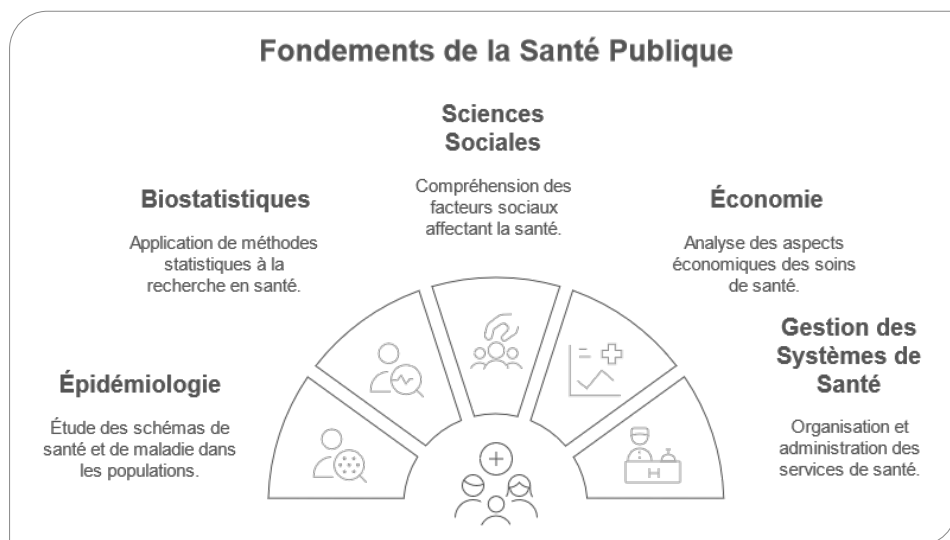 Fondements de la Santé Publique
Sciences
Sociales
Compréhension des
facteurs sociaux
affectant la santé.
Biostatistiques
Application de méthodes
statistiques à la
recherche en santé.
Économie
Analyse des aspects
économiques des soins
de santé.
Épidémiologie
Étude des schémas de
santé et de maladie dans
les populations.
Gestion des
Systèmes de
Santé
Organisation et
administration des
services de santé.
H